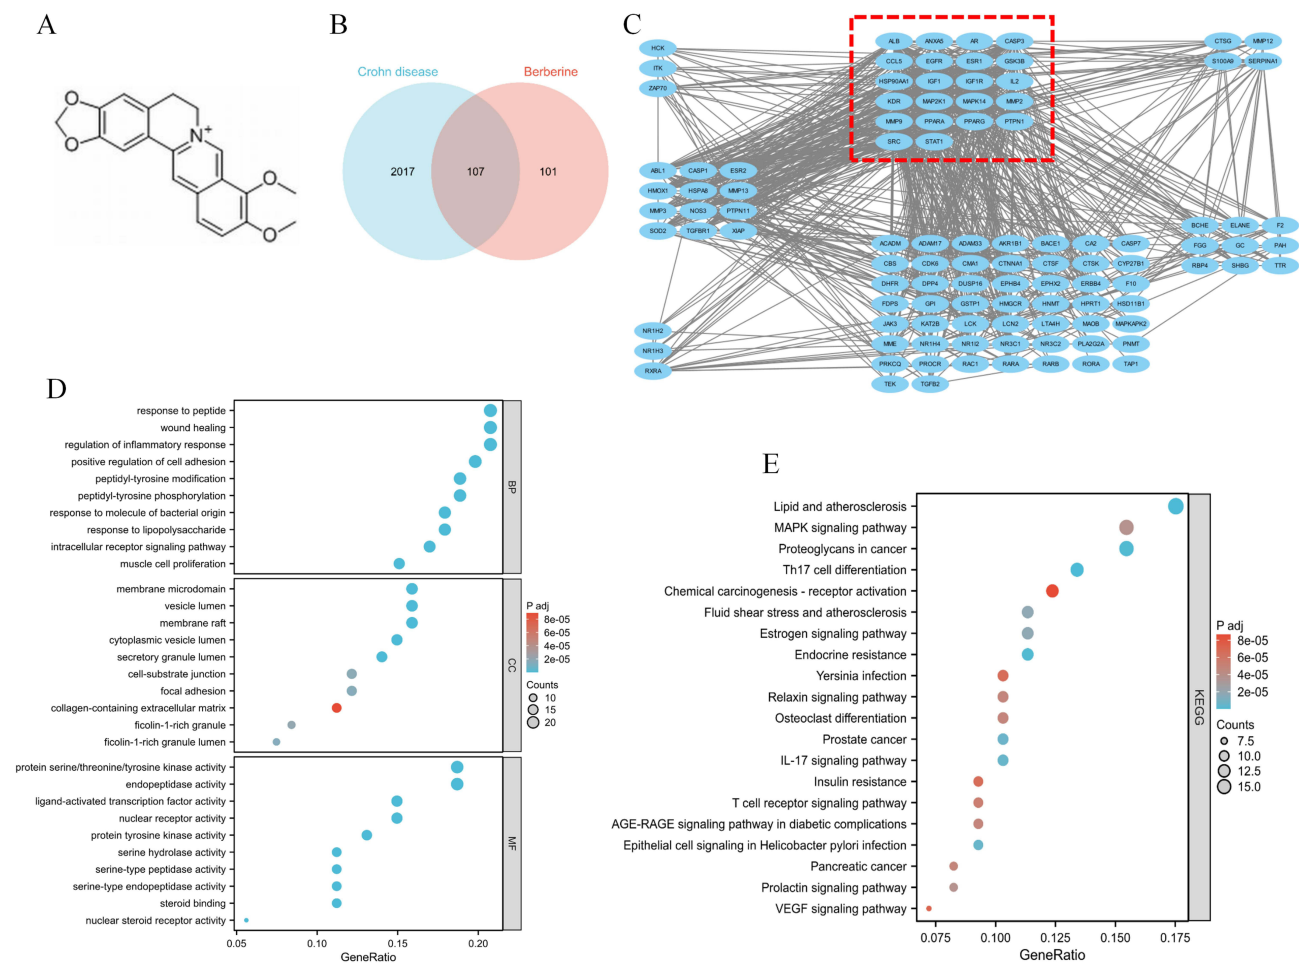 A
O
O
N
+
O
O
B
Crohn disease
Berberine
2017
107
101
C
HCK
ITK
ZAP70
ALB ANXA5 AR CASP3
CCL5 EGFR ESR1 GSK3B
HSP90AA1 IGF1 IGF1R IL2
KDR MAP2K1 MAPK14 MMP2
MMP9 PPARA PPARG PTPN1
SRC STAT1
CTSG MMP12
S100A9 SERPINA1
ABL1 CASP1 ESR2
HMOX1 HSPA8 MMP13
MMP3 NOS3 PTPN11
SOD2 TGFBR1 XIAP
BCHE ELANE F2
FGG GC PAH
RBP4 SHBG TTR
ACADM ADAM17 ADAM33 AKR1B1 BACE1 CA2 CASP7
CBS CDK6 CMA1 CTNNA1 CTSF CTSK CYP27B1
DHFR DPP4 DUSP16 EPHB4 EPHX2 ERBB4 F10
FDPS GPI GSTP1 HMGCR HNMT HPRT1 HSD11B1
JAK3 KAT2B LCK LCN2 LTA4H MAOB MAPKAPK2
MME NR1H4 NR1I2 NR3C1 NR3C2 PLA2G2A PNMT
PRKCQ PROCR RAC1 RARA RARB RORA TAP1
TEK TGFB2
NR1H2
NR1H3
RXRA
D
response to peptide
wound healing
regulation of inflammatory response
positive regulation of cell adhesion
peptidyl-tyrosine modification
peptidyl-tyrosine phosphorylation
response to molecule of bacterial origin
response to lipopolysaccharide
intracellular receptor signaling pathway
muscle cell proliferation
BP
membrane microdomain
vesicle lumen
membrane raft
cytoplasmic vesicle lumen
secretory granule lumen
cell-substrate junction
focal adhesion
collagen-containing extracellular matrix
ficolin-1-rich granule
ficolin-1-rich granule lumen
CC
protein serine/threonine/tyrosine kinase activity
endopeptidase activity
ligand-activated transcription factor activity
nuclear receptor activity
protein tyrosine kinase activity
serine hydrolase activity
serine-type peptidase activity
serine-type endopeptidase activity
steroid binding
nuclear steroid receptor activity
MF
0.05 0.10 0.15 0.20
GeneRatio
P adj
8e-05
6e-05
4e-05
2e-05
Counts
10
15
20
E
Lipid and atherosclerosis
MAPK signaling pathway
Proteoglycans in cancer
Th17 cell differentiation
Chemical carcinogenesis - receptor activation
Fluid shear stress and atherosclerosis
Estrogen signaling pathway
Endocrine resistance
Yersinia infection
Relaxin signaling pathway
Osteoclast differentiation
Prostate cancer
IL-17 signaling pathway
Insulin resistance
T cell receptor signaling pathway
AGE-RAGE signaling pathway in diabetic complications
Epithelial cell signaling in Helicobacter pylori infection
Pancreatic cancer
Prolactin signaling pathway
VEGF signaling pathway
KEGG
0.075 0.100 0.125 0.150 0.175
GeneRatio
P adj
8e-05
6e-05
4e-05
2e-05
Counts
7.5
10.0
12.5
15.0